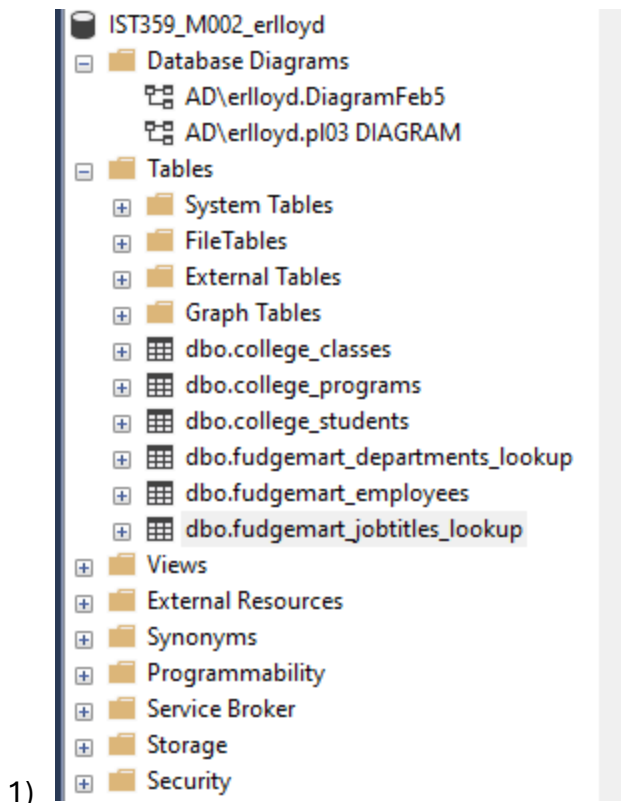 IST359_M002_erlloyd
Database Diagrams
AD\erlloyd.DiagramFeb5
AD\erlloyd.pl03 DIAGRAM
Tables
System Tables
FileTables
External Tables
Graph Tables
dbo.college_classes
dbo.college_programs
dbo.college_students
dbo.fudgemart_departments_lookup
dbo.fudgemart_employees
dbo.fudgemart_jobtitles_lookup
Views
External Resources
Synonyms
Programmability
Service Broker
Storage
1) Security